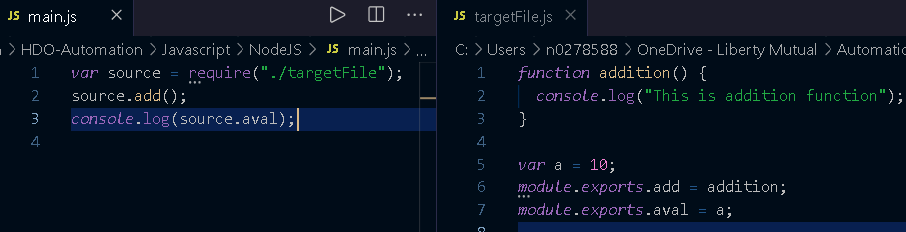 JS main.js
HDO-Automation > Javascript > NodeJS > JS main.js > ...
1 var source = require("./targetFile");
2 source.add();
3 console.log(source.aval);
4
JS targetFile.js
C: > Users > n0278588 > OneDrive - Liberty Mutual > Automatio
1 function addition() {
2 console.log("This is addition function");
3 }
4
5 var a = 10;
6 module.exports.add = addition;
7 module.exports.aval = a;
8